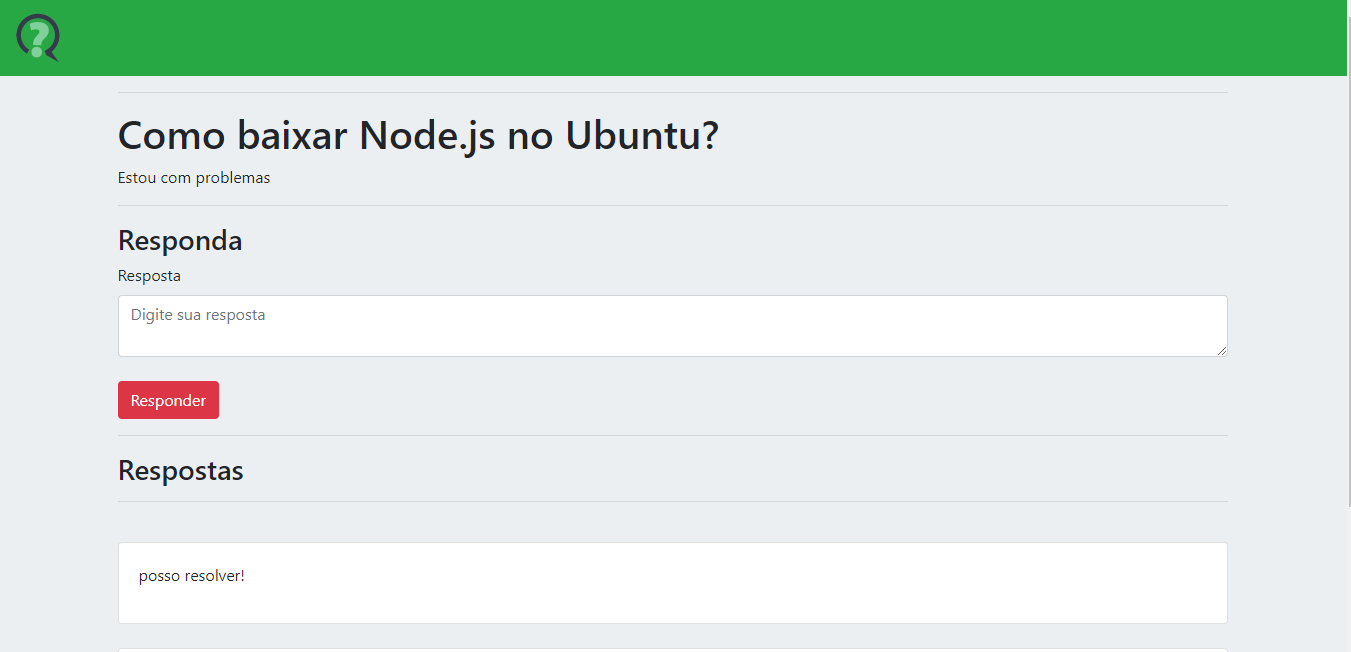 ?
Como baixar Node.js no Ubuntu?
Estou com problemas
Responda
Resposta
Digite sua resposta
Responder
Respostas
posso resolver!